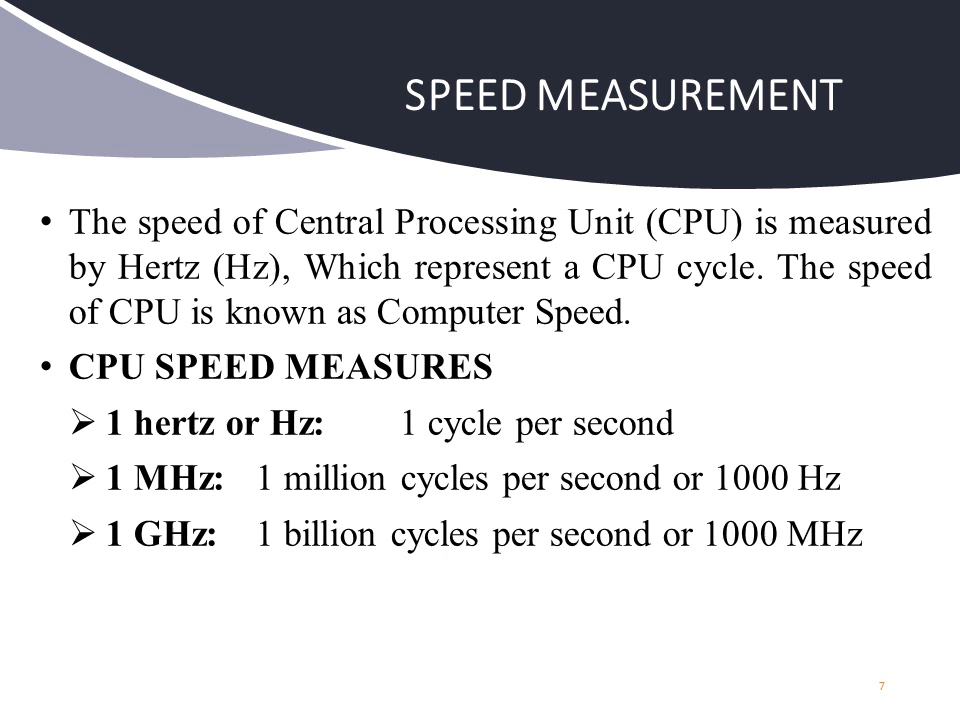 SPEED MEASUREMENT
• The speed of Central Processing Unit (CPU) is measured
by Hertz (Hz), Which represent a CPU cycle. The speed
of CPU is known as Computer Speed.
• CPU SPEED MEASURES
➢ 1 hertz or Hz: 1 cycle per second
➢ 1 MHz: 1 million cycles per second or 1000 Hz
➢ 1 GHz: 1 billion cycles per second or 1000 MHz
7